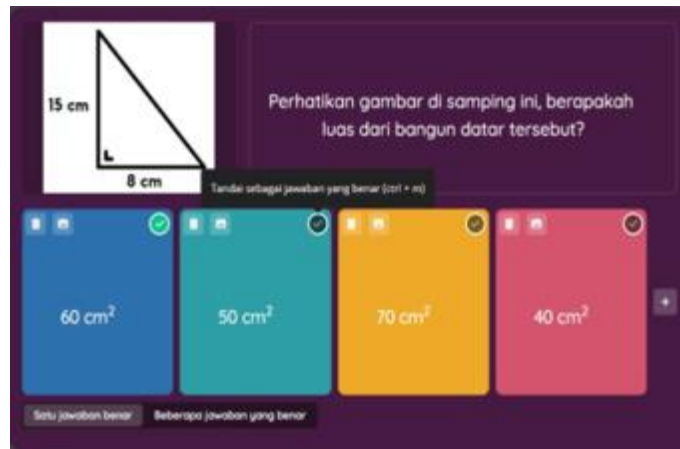 15 cm
8 cm
Perhatikan gambar di samping ini, berapakah
luas dari bangun datar tersebut?
Tandai sebagai jawaban yang benar (ctrl + m)
60 cm²
50 cm²
70 cm²
40 cm²
+
Satu jawaban benar
Beberapa jawaban yang benar